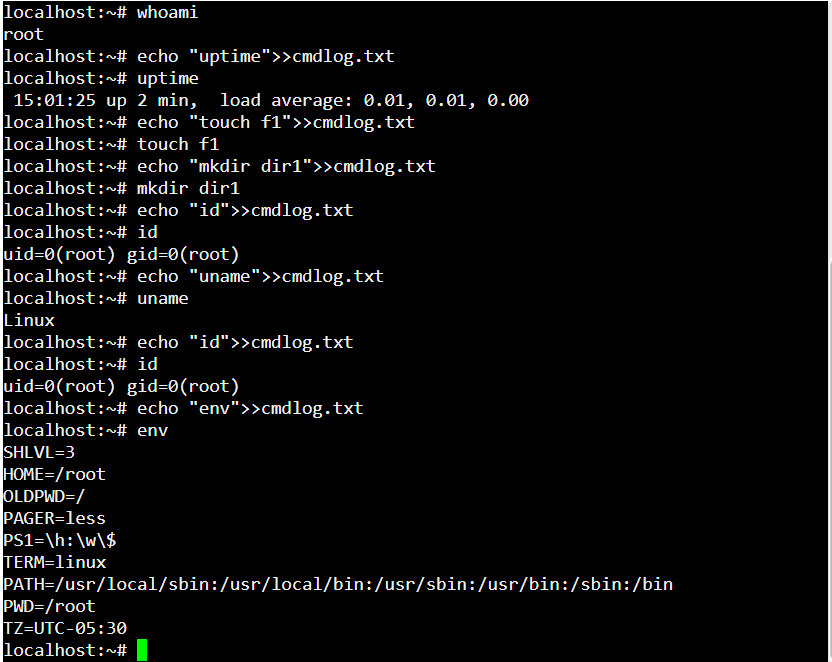 localhost:~# whoami
root
localhost:~# echo "uptime">>cmdlog.txt
localhost:~# uptime
 15:01:25 up 2 min,  load average: 0.01, 0.01, 0.00
localhost:~# echo "touch f1">>cmdlog.txt
localhost:~# touch f1
localhost:~# echo "mkdir dir1">>cmdlog.txt
localhost:~# mkdir dir1
localhost:~# echo "id">>cmdlog.txt
localhost:~# id
uid=0(root) gid=0(root)
localhost:~# echo "uname">>cmdlog.txt
localhost:~# uname
Linux
localhost:~# echo "id">>cmdlog.txt
localhost:~# id
uid=0(root) gid=0(root)
localhost:~# echo "env">>cmdlog.txt
localhost:~# env
SHLVL=3
HOME=/root
OLDPWD=/
PAGER=less
PS1=\h:\w\$
TERM=linux
PATH=/usr/local/sbin:/usr/local/bin:/usr/sbin:/usr/bin:/sbin:/bin
PWD=/root
TZ=UTC-05:30
localhost:~#